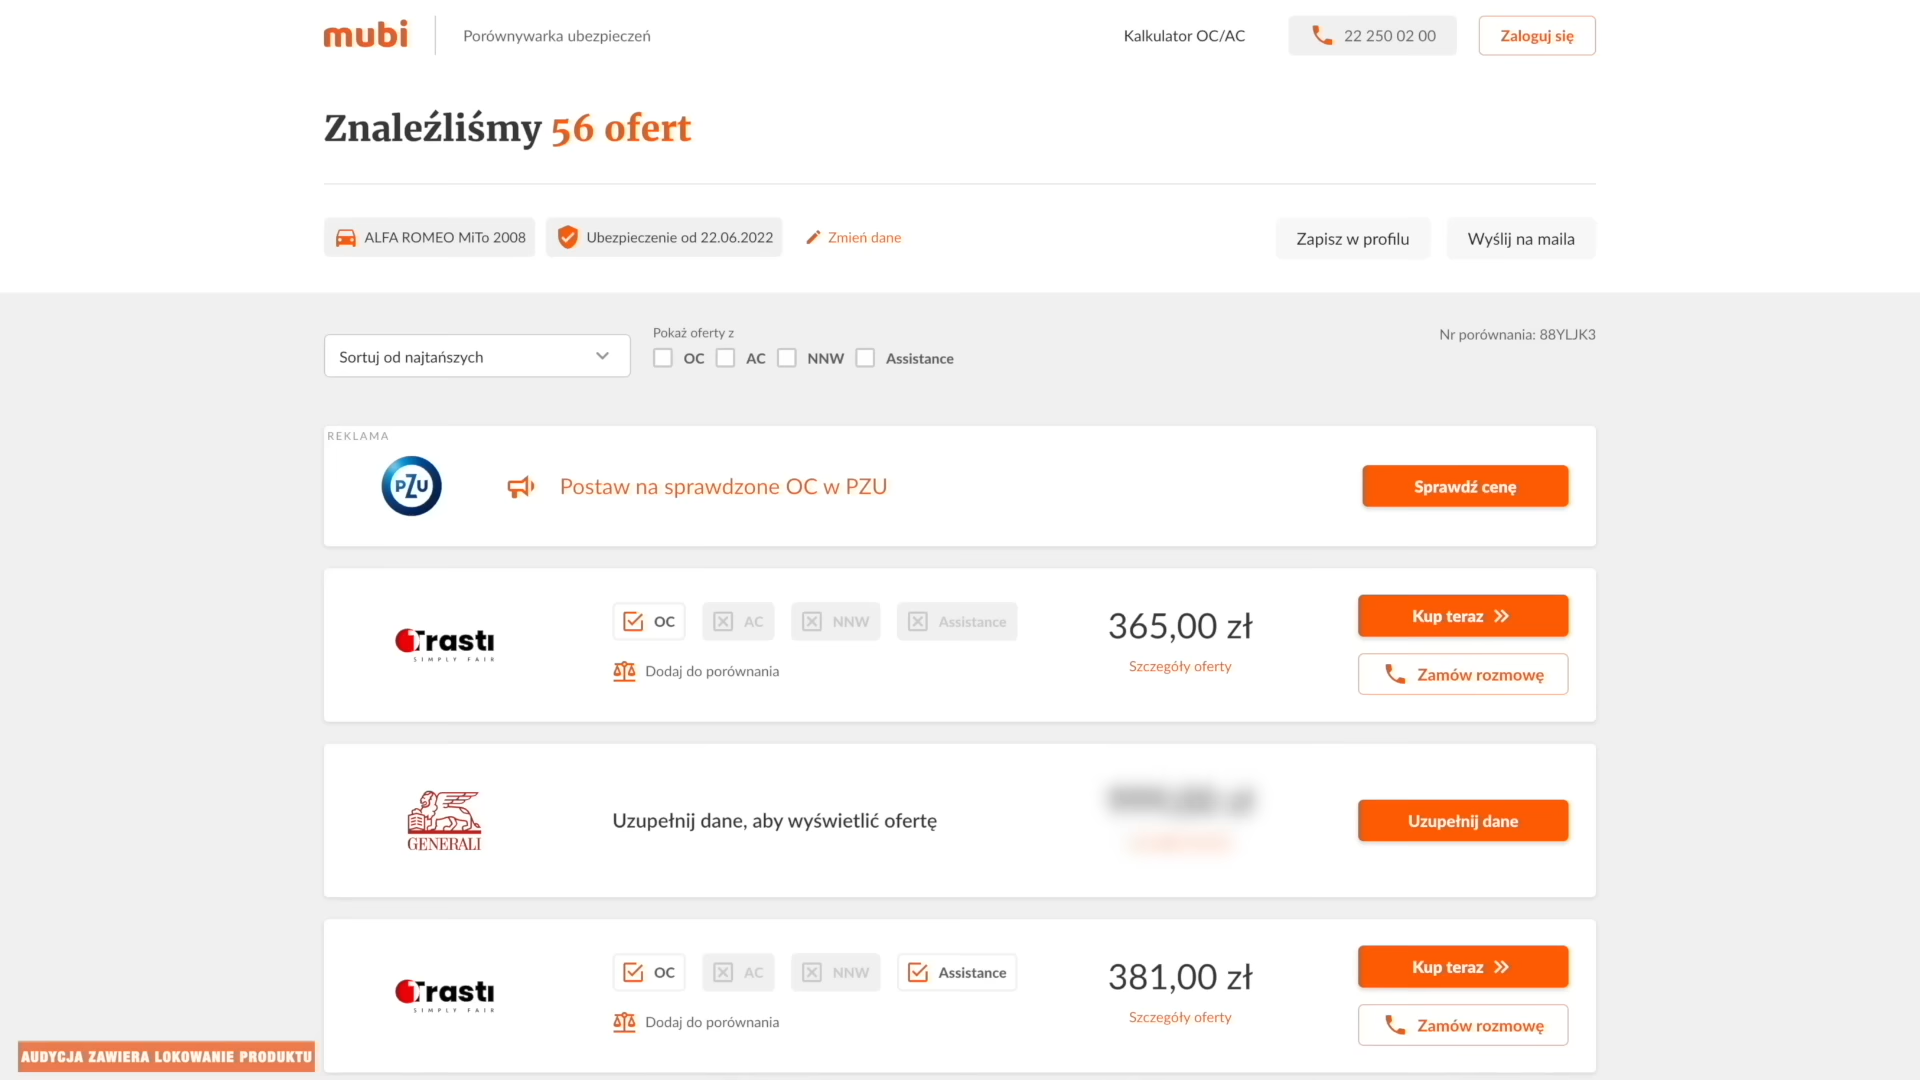 mubi
Porównywarka ubezpieczeń
Kalkulator OC/AC
22 250 02 00
Zaloguj się
Znaleźliśmy 56 ofert
ALFA ROMEO MiTo 2008
Ubezpieczenie od 22.06.2022
Zmień dane
Zapisz w profilu
Wyślij na maila
Sortuj od najtańszych
Pokaż oferty z
OC AC NNW Assistance
Nr porównania: 88YLJK3
REKLAMA
PZU
Postaw na sprawdzone OC w PZU
Sprawdź cenę
Trasti
SIMPLY FAIR
OC AC NNW Assistance
Dodaj do porównania
365,00 zł
Szczegóły oferty
Kup teraz
Zamów rozmowę
GENERALI
Uzupełnij dane, aby wyświetlić ofertę
Uzupełnij dane
Trasti
SIMPLY FAIR
OC AC NNW Assistance
Dodaj do porównania
381,00 zł
Szczegóły oferty
Kup teraz
Zamów rozmowę
AUDYCJA ZAWIERA LOKOWANIE PRODUKTU